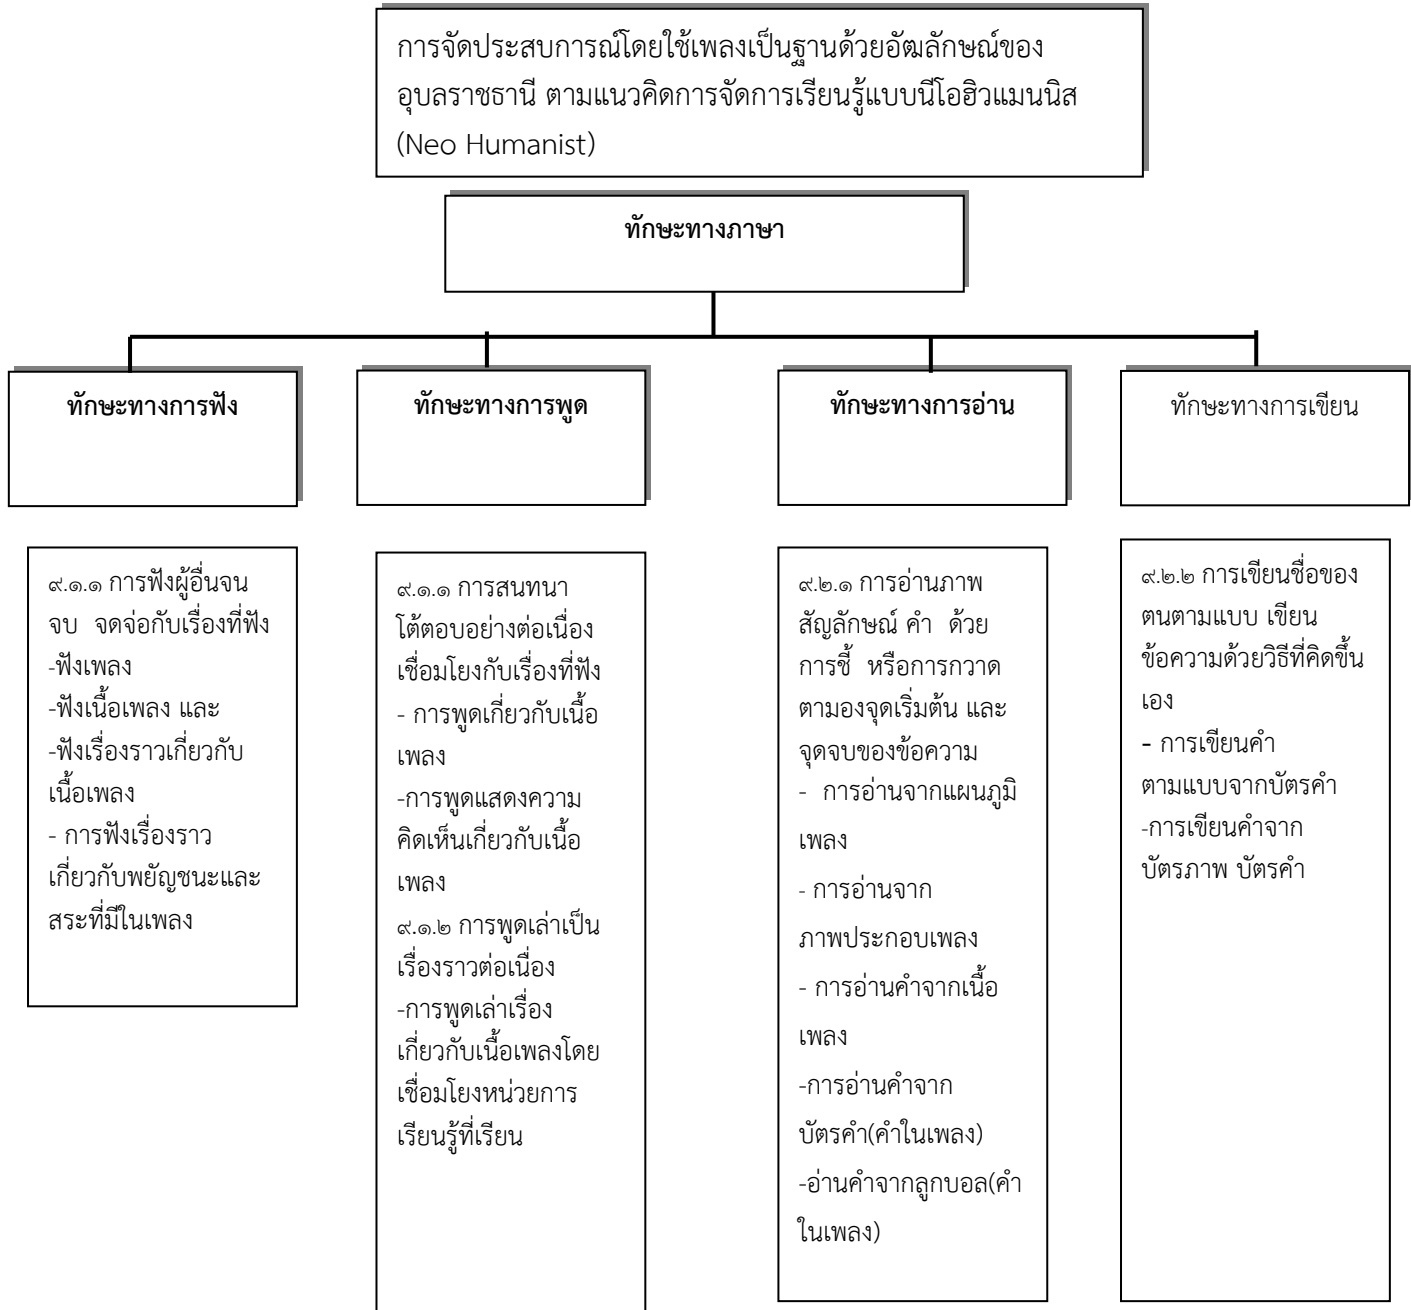 การจัดประสบการณ์โดยใช้เพลงเป็นฐานด้วยอัฒลักษณ์ของ
อุบลราชธานี ตามแนวคิดการจัดการเรียนรู้แบบนีโอฮิวแมนนิส
(Neo Humanist)
ทักษะทางภาษา
ทักษะทางการฟัง
ทักษะทางการพูด
ทักษะทางการอ่าน
ทักษะทางการเขียน
๙.๑.๑ การฟังผู้อื่นจน
จบ จดจ่อกับเรื่องที่ฟัง
-ฟังเพลง
-ฟังเนื้อเพลง และ
-ฟังเรื่องราวเกี่ยวกับ
เนื้อเพลง
- การฟังเรื่องราว
เกี่ยวกับพยัญชนะและ
สระที่มีในเพลง
๙.๑.๑ การสนทนา
โต้ตอบอย่างต่อเนื่อง
เชื่อมโยงกับเรื่องที่ฟัง
- การพูดเกี่ยวกับเนื้อ
เพลง
-การพูดแสดงความ
คิดเห็นเกี่ยวกับเนื้อ
เพลง
๙.๑.๒ การพูดเล่าเป็น
เรื่องราวต่อเนื่อง
-การพูดเล่าเรื่อง
เกี่ยวกับเนื้อเพลงโดย
เชื่อมโยงหน่วยการ
เรียนรู้ที่เรียน
๙.๒.๑ การอ่านภาพ
สัญลักษณ์ คำ ด้วย
การชี้ หรือการกวาด
ตามองจุดเริ่มต้น และ
จุดจบของข้อความ
- การอ่านจากแผนภูมิ
เพลง
- การอ่านจาก
ภาพประกอบเพลง
- การอ่านคำจากเนื้อ
เพลง
-การอ่านคำจาก
บัตรคำ(คำในเพลง)
-อ่านคำจากลูกบอล(คำ
ในเพลง)
๙.๒.๒ การเขียนชื่อของ
ตนตามแบบ เขียน
ข้อความด้วยวิธีที่คิดขึ้น
เอง
- การเขียนคำ
ตามแบบจากบัตรคำ
-การเขียนคำจาก
บัตรภาพ บัตรคำ